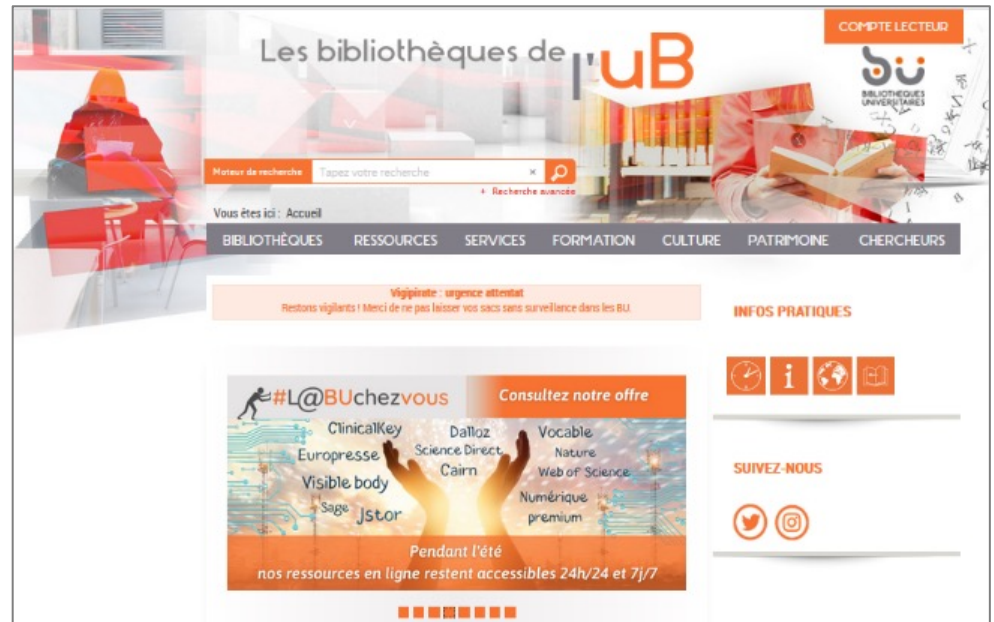 COMPTE LECTEUR
Les bibliothèques de l'uB
bü
BIBLIOTHEQUES
UNIVERSITAIRES
Moteur de recherche Tapez votre recherche ×
+ Recherche avancée
Vous êtes ici : Accueil
BIBLIOTHÈQUES RESSOURCES SERVICES FORMATION CULTURE PATRIMOINE CHERCHEURS
Vigipirate : urgence attentat
Restons vigilants ! Merci de ne pas laisser vos sacs sans surveillance dans les BU
INFOS PRATIQUES
#L@BUchezvous
Consultez notre offre
ClinicalKey
Dalloz
Vocable
Europresse
Science Direct
Nature
Cairn
Web of Science
Visible body
Numérique
premium
Sage
Jstor
Pendant l'été
nos ressources en ligne restent accessibles 24h/24 et 7j/7
SUIVEZ-NOUS